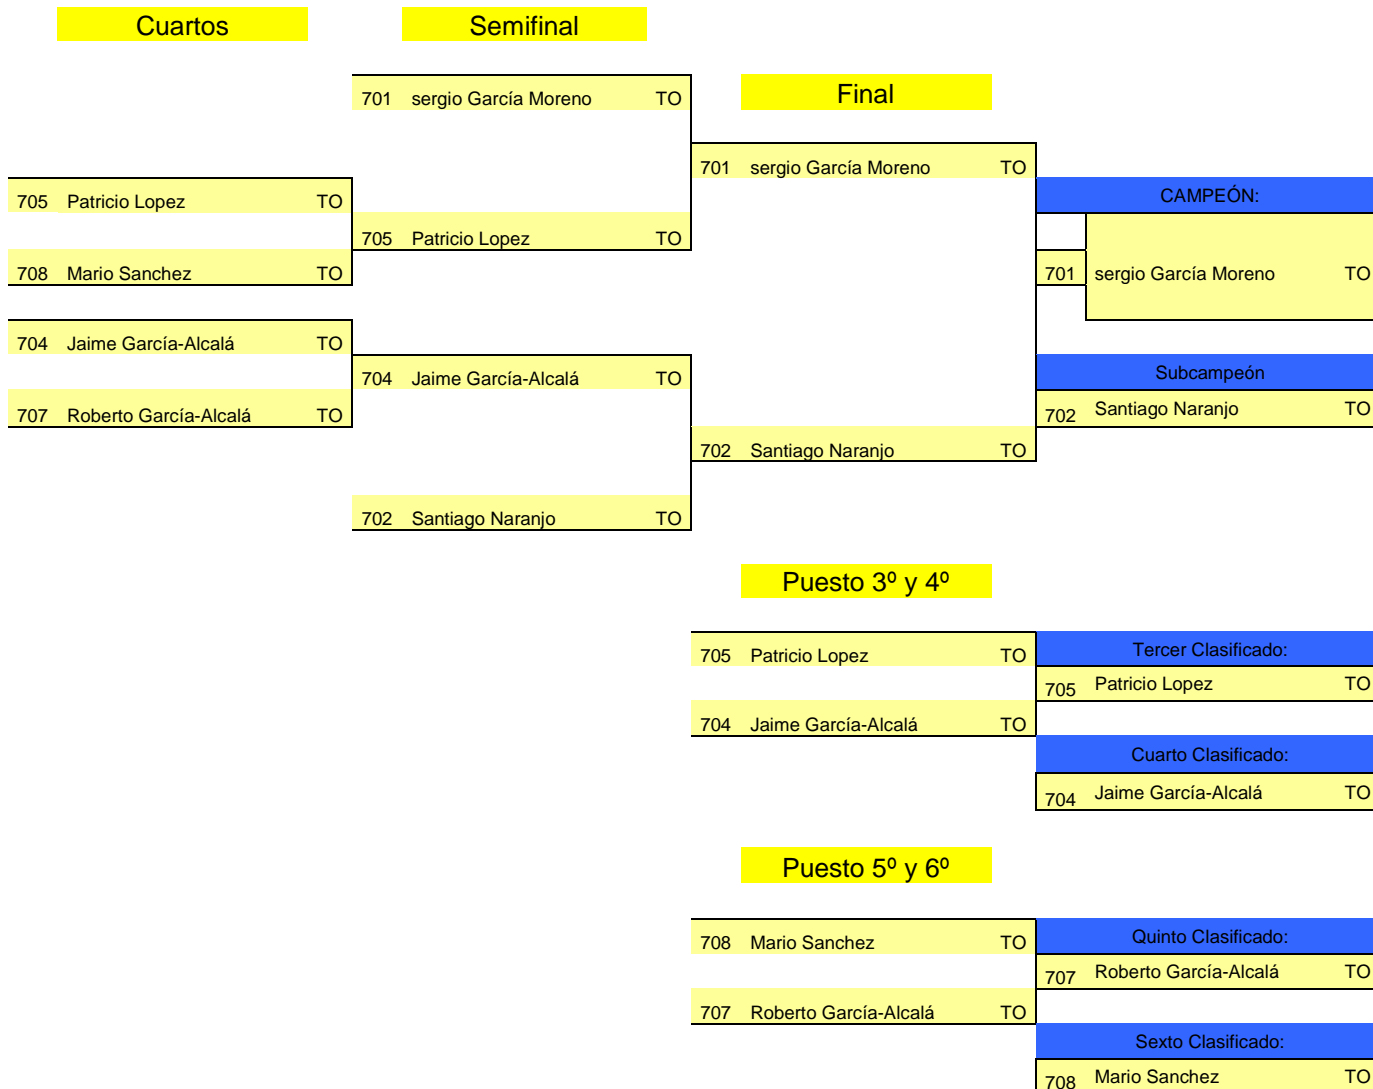 Cuartos Semifinal
701 sergio García Moreno TO Final
701 sergio García Moreno TO
705 Patricio Lopez TO CAMPEÓN:
705 Patricio Lopez TO
708 Mario Sanchez TO 701 sergio García Moreno TO
704 Jaime García-Alcalá TO
704 Jaime García-Alcalá TO Subcampeón
707 Roberto García-Alcalá TO 702 Santiago Naranjo TO
702 Santiago Naranjo TO
702 Santiago Naranjo TO
Puesto 3º y 4º
705 Patricio Lopez TO Tercer Clasificado:
705 Patricio Lopez TO
704 Jaime García-Alcalá TO
Cuarto Clasificado:
704 Jaime García-Alcalá TO
Puesto 5º y 6º
708 Mario Sanchez TO Quinto Clasificado:
707 Roberto García-Alcalá TO
707 Roberto García-Alcalá TO
Sexto Clasificado:
708 Mario Sanchez TO